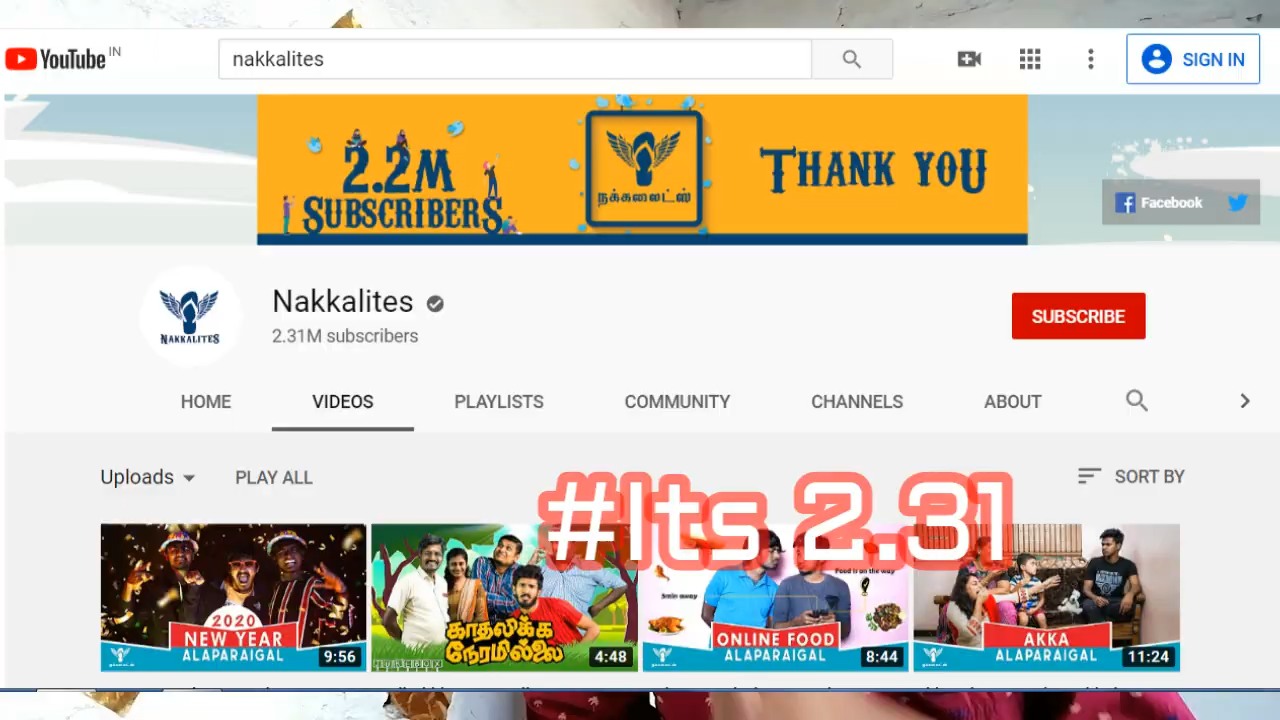 YouTube IN
nakkalites
SIGN IN
2.2M
SUBSCRIBERS
நக்கலைட்ஸ்
THANK YOU
Facebook
NAKKALITES
Nakkalites
2.31M subscribers
SUBSCRIBE
HOME VIDEOS PLAYLISTS COMMUNITY CHANNELS ABOUT
Uploads PLAY ALL
SORT BY
#Its 2.31
2020
NEW YEAR
ALAPARAIGAL
9:56
காதலிக்க
நேரமில்லை
4:48
Food is on the way
ONLINE FOOD
ALAPARAIGAL
8:44
AKKA
ALAPARAIGAL
11:24